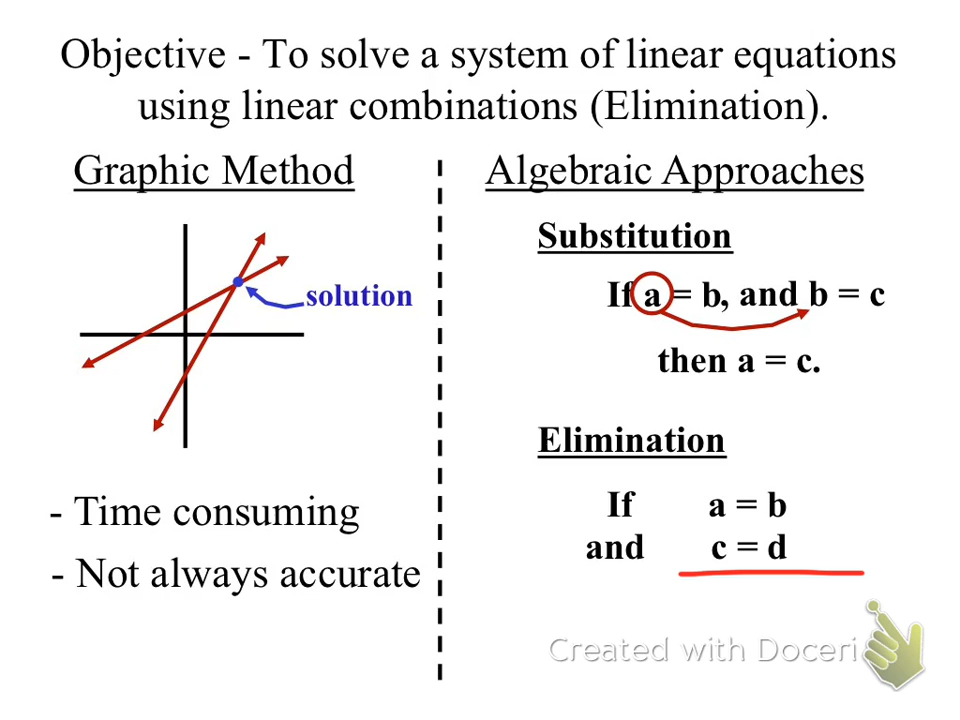 Objective - To solve a system of linear equations
using linear combinations (Elimination).
Graphic Method
solution
- Time consuming
- Not always accurate
Algebraic Approaches
Substitution
If a = b, and b = c
then a = c.
Elimination
If a = b
and c = d
Created with Doceri